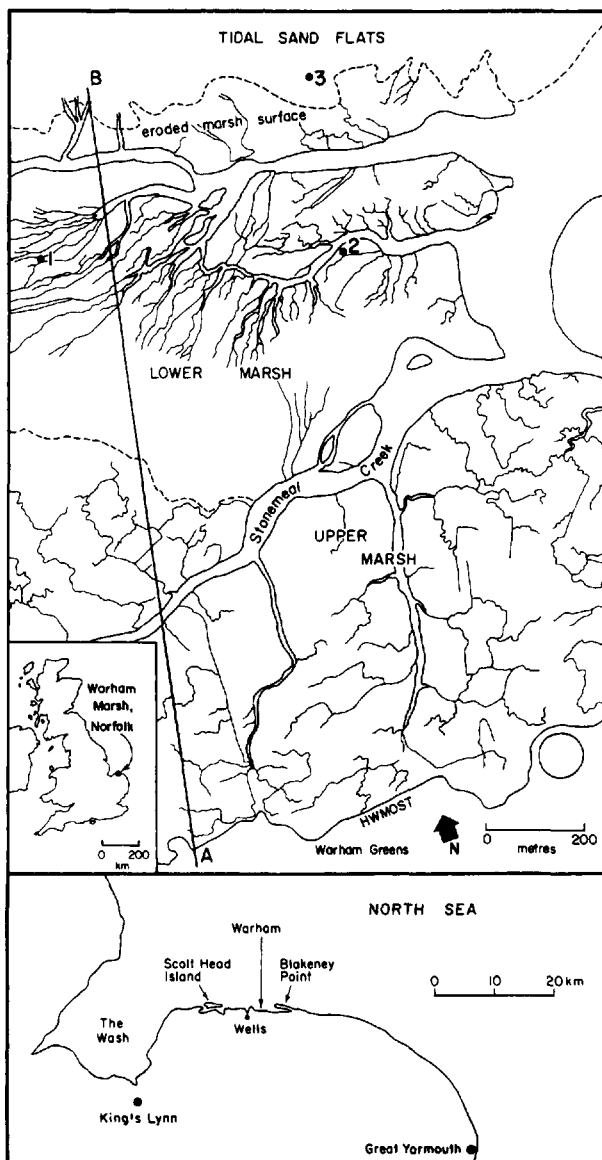 TIDAL SAND FLATS
B
3
eroded marsh surface
1
2
LOWER MARSH
Stonemeal Creek
UPPER
MARSH
Warham
Marsh,
Norfolk
0 200
km
A
HWMOST
Warham Greens
N
0 200
metres
NORTH SEA
Warham
Scolt Head
Island
Blakeney
Point
0 10 20 km
Wells
The
Wash
King's Lynn
Great Yarmouth